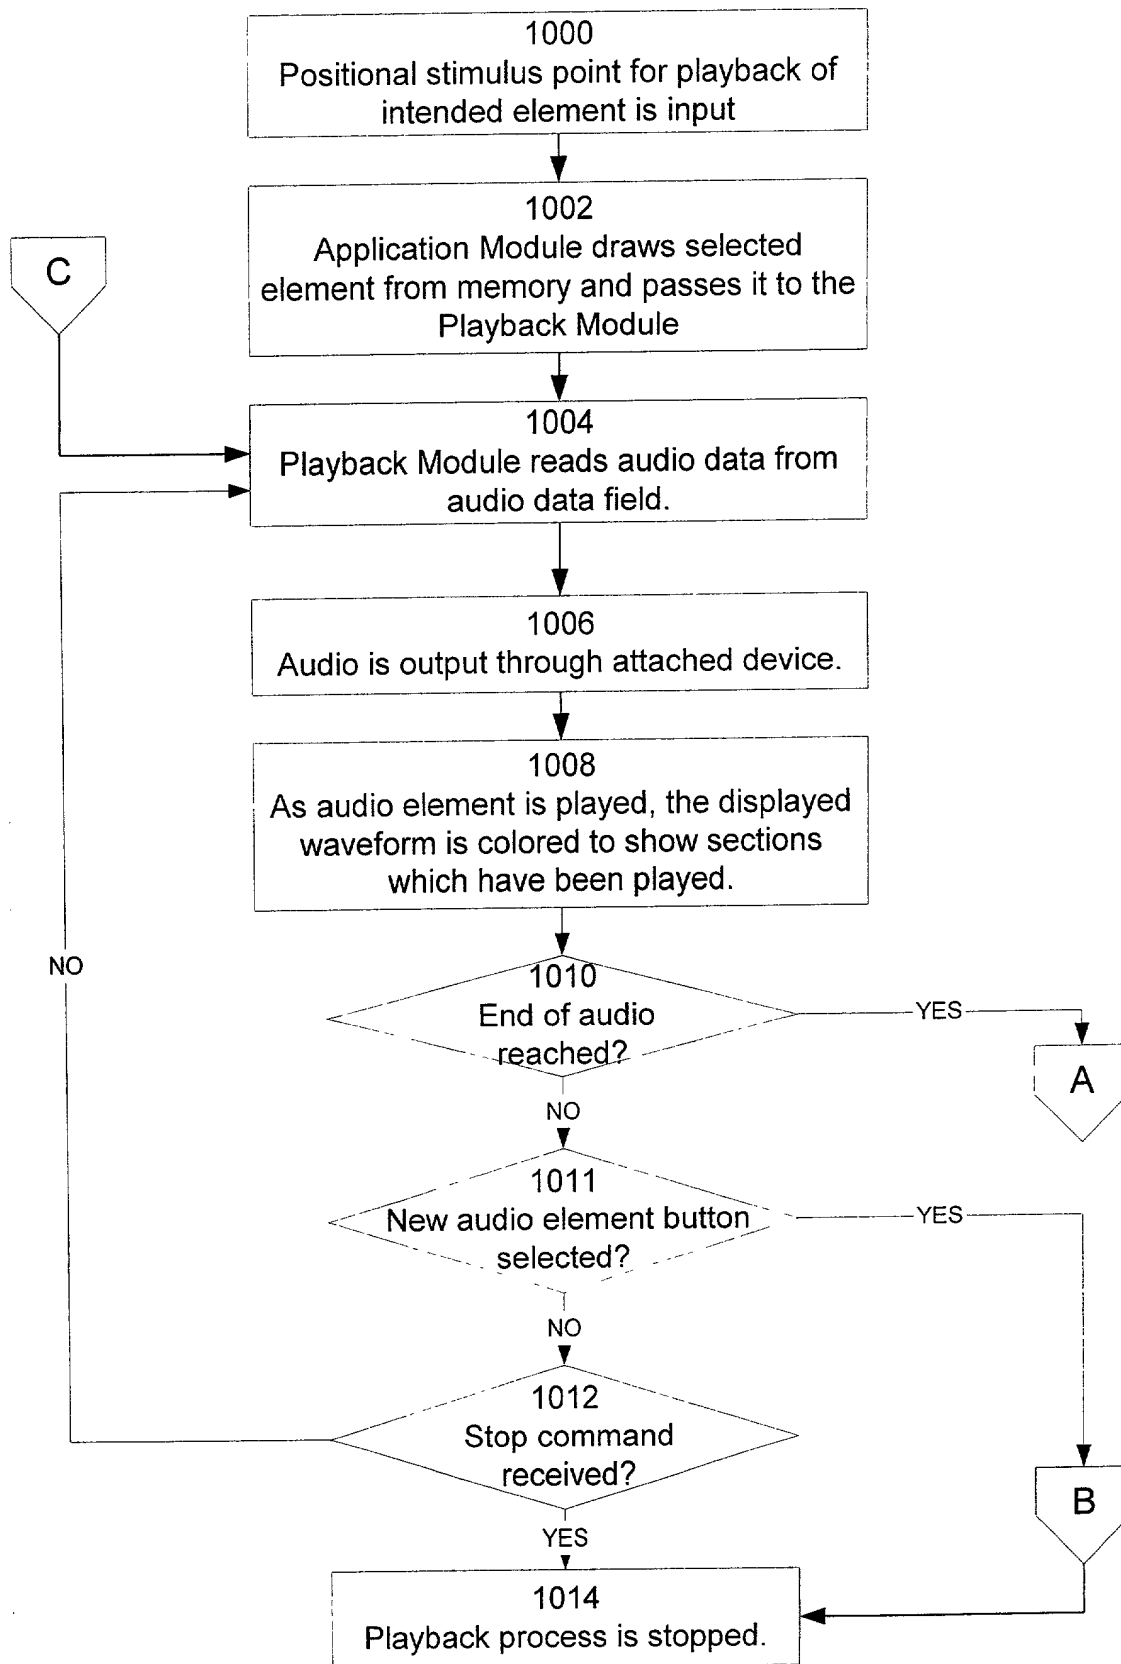 1000
Positional stimulus point for playback of
intended element is input
1002
Application Module draws selected
element from memory and passes it to the
Playback Module
C
1004
Playback Module reads audio data from
audio data field.
1006
Audio is output through attached device.
1008
As audio element is played, the displayed
waveform is colored to show sections
which have been played.
NO
1010
End of audio
reached?
YES
A
NO
1011
New audio element button
selected?
YES
NO
1012
Stop command
received?
B
YES
1014
Playback process is stopped.